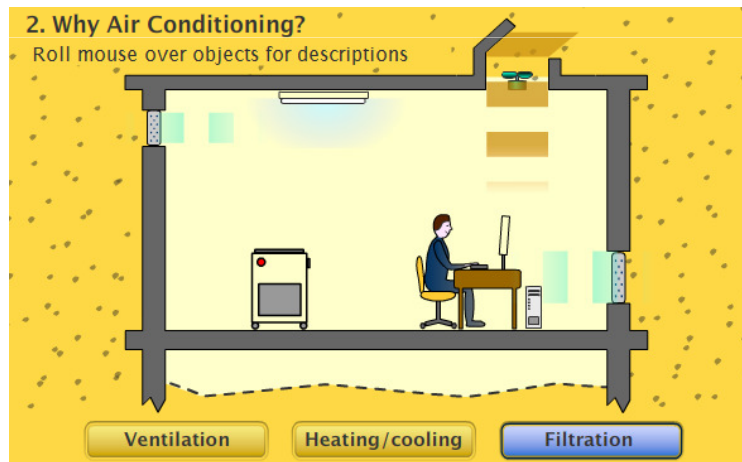 2. Why Air Conditioning?
Roll mouse over objects for descriptions
Ventilation
Heating/cooling
Filtration